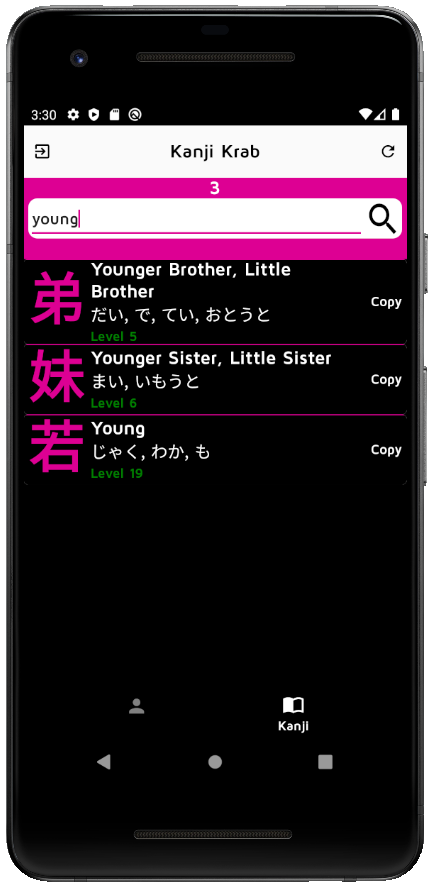 3:30
Kanji Krab
3
young
弟
Younger Brother, Little
Brother
だい, で, てい, おとうと
Level 5
Copy
妹
Younger Sister, Little Sister
まい, いもうと
Level 6
Copy
若
Young
じゃく, わか, も
Level 19
Copy
Kanji